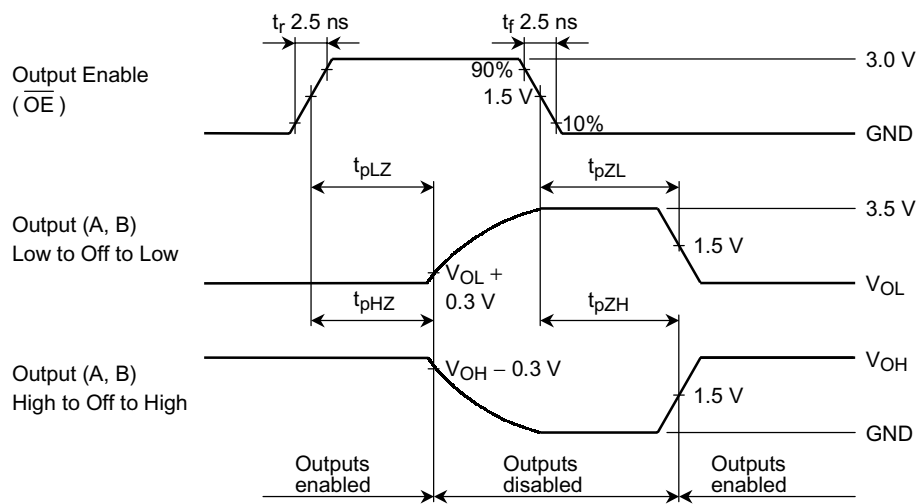 tr 2.5 ns
tf 2.5 ns
Output Enable
( OE )
90%
1.5 V
10%
3.0 V
GND
tpLZ
tpZL
Output (A, B)
Low to Off to Low
3.5 V
1.5 V
VOL +
0.3 V
VOL
tpHZ
tpZH
Output (A, B)
High to Off to High
VOH − 0.3 V
VOH
1.5 V
GND
Outputs
enabled
Outputs
disabled
Outputs
enabled